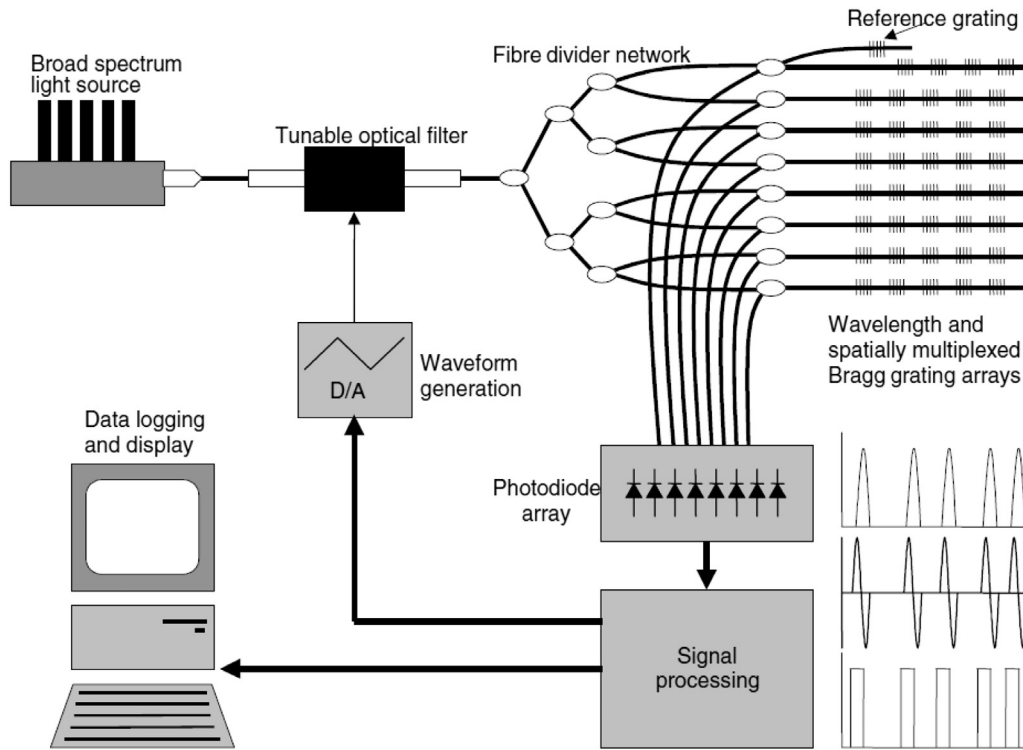 Reference grating
Broad spectrum
light source
Fibre divider network
Tunable optical filter
Wavelength and
spatially multiplexed
Bragg grating arrays
Waveform
generation
D/A
Data logging
and display
Photodiode
array
Signal
processing